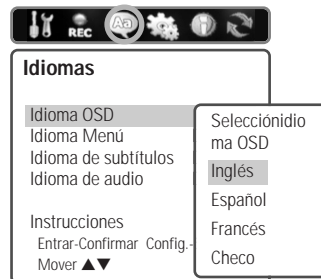 REC
Aa
Idiomas
Idioma OSD
Idioma Menú
Idioma de subtítulos
Idioma de audio
Instrucciones
Entrar-Confirmar Config.-
Mover ▲▼
Selecciónidio
ma OSD
Inglés
Español
Francés
Checo